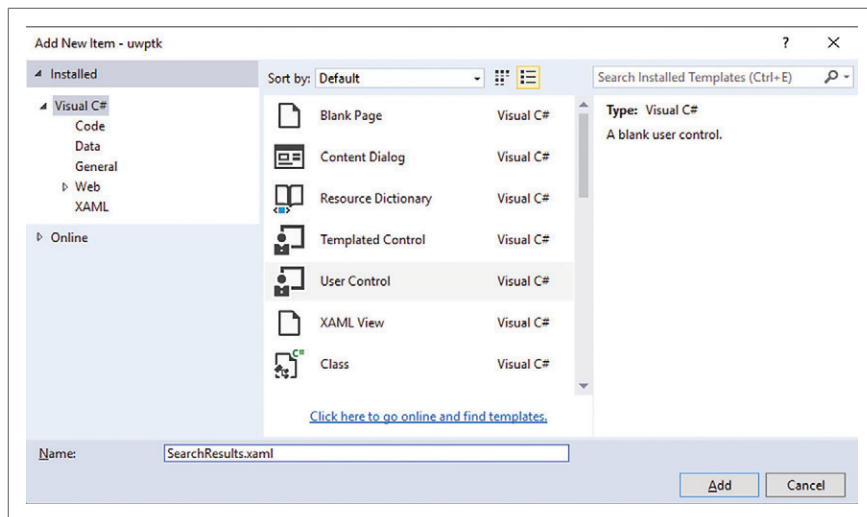 Add New Item - uwptk
?
Installed
Sort by: Default
Search Installed Templates (Ctrl+E)
Visual C#
Code
Data
General
Web
XAML
Online
Blank Page Visual C#
Content Dialog Visual C#
Resource Dictionary Visual C#
Templated Control Visual C#
User Control Visual C#
XAML View Visual C#
C#
Class Visual C#
Click here to go online and find templates.
Type: Visual C#
A blank user control.
Name: SearchResults.xaml
Add Cancel